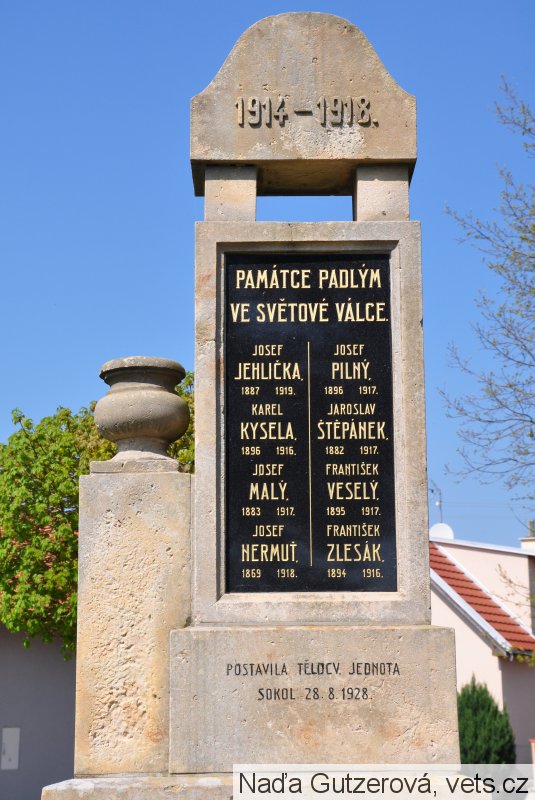 1914 – 1918.
PAMÁTCE PADLÝM
VE SVĚTOVÉ VÁLCE.
JOSEF
JEHLIČKA,
1887 1919.
KAREL
KYSELA,
1896 1916.
JOSEF
MALÝ,
1883 1917.
JOSEF
NERMUŤ,
1869 1918.
JOSEF
PILNÝ,
1896 1917.
JAROSLAV
ŠTĚPÁNEK,
1882 1917.
FRANTIŠEK
VESELÝ,
1895 1917.
FRANTIŠEK
ZLESÁK,
1894 1916.
POSTAVILA TĚLOCV. JEDNOTA
SOKOL 28. 8. 1928.
Naďa Gutzerová, vets.cz